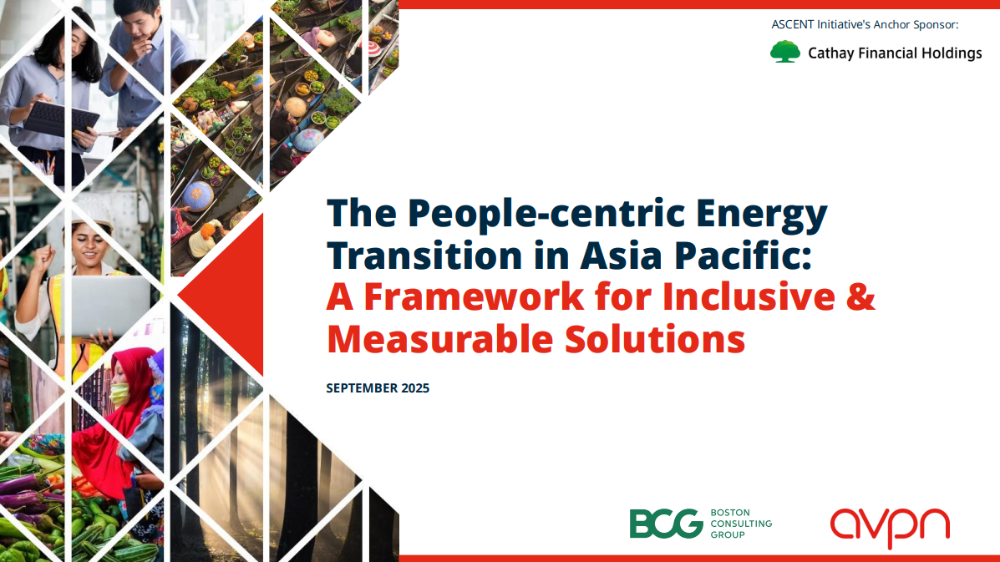 ASCENT Initiative's Anchor Sponsor:
Cathay Financial Holdings
The People-centric Energy
Transition in Asia Pacific:
A Framework for Inclusive &
Measurable Solutions
SEPTEMBER 2025
BCG
BOSTON
CONSULTING
GROUP
avpn